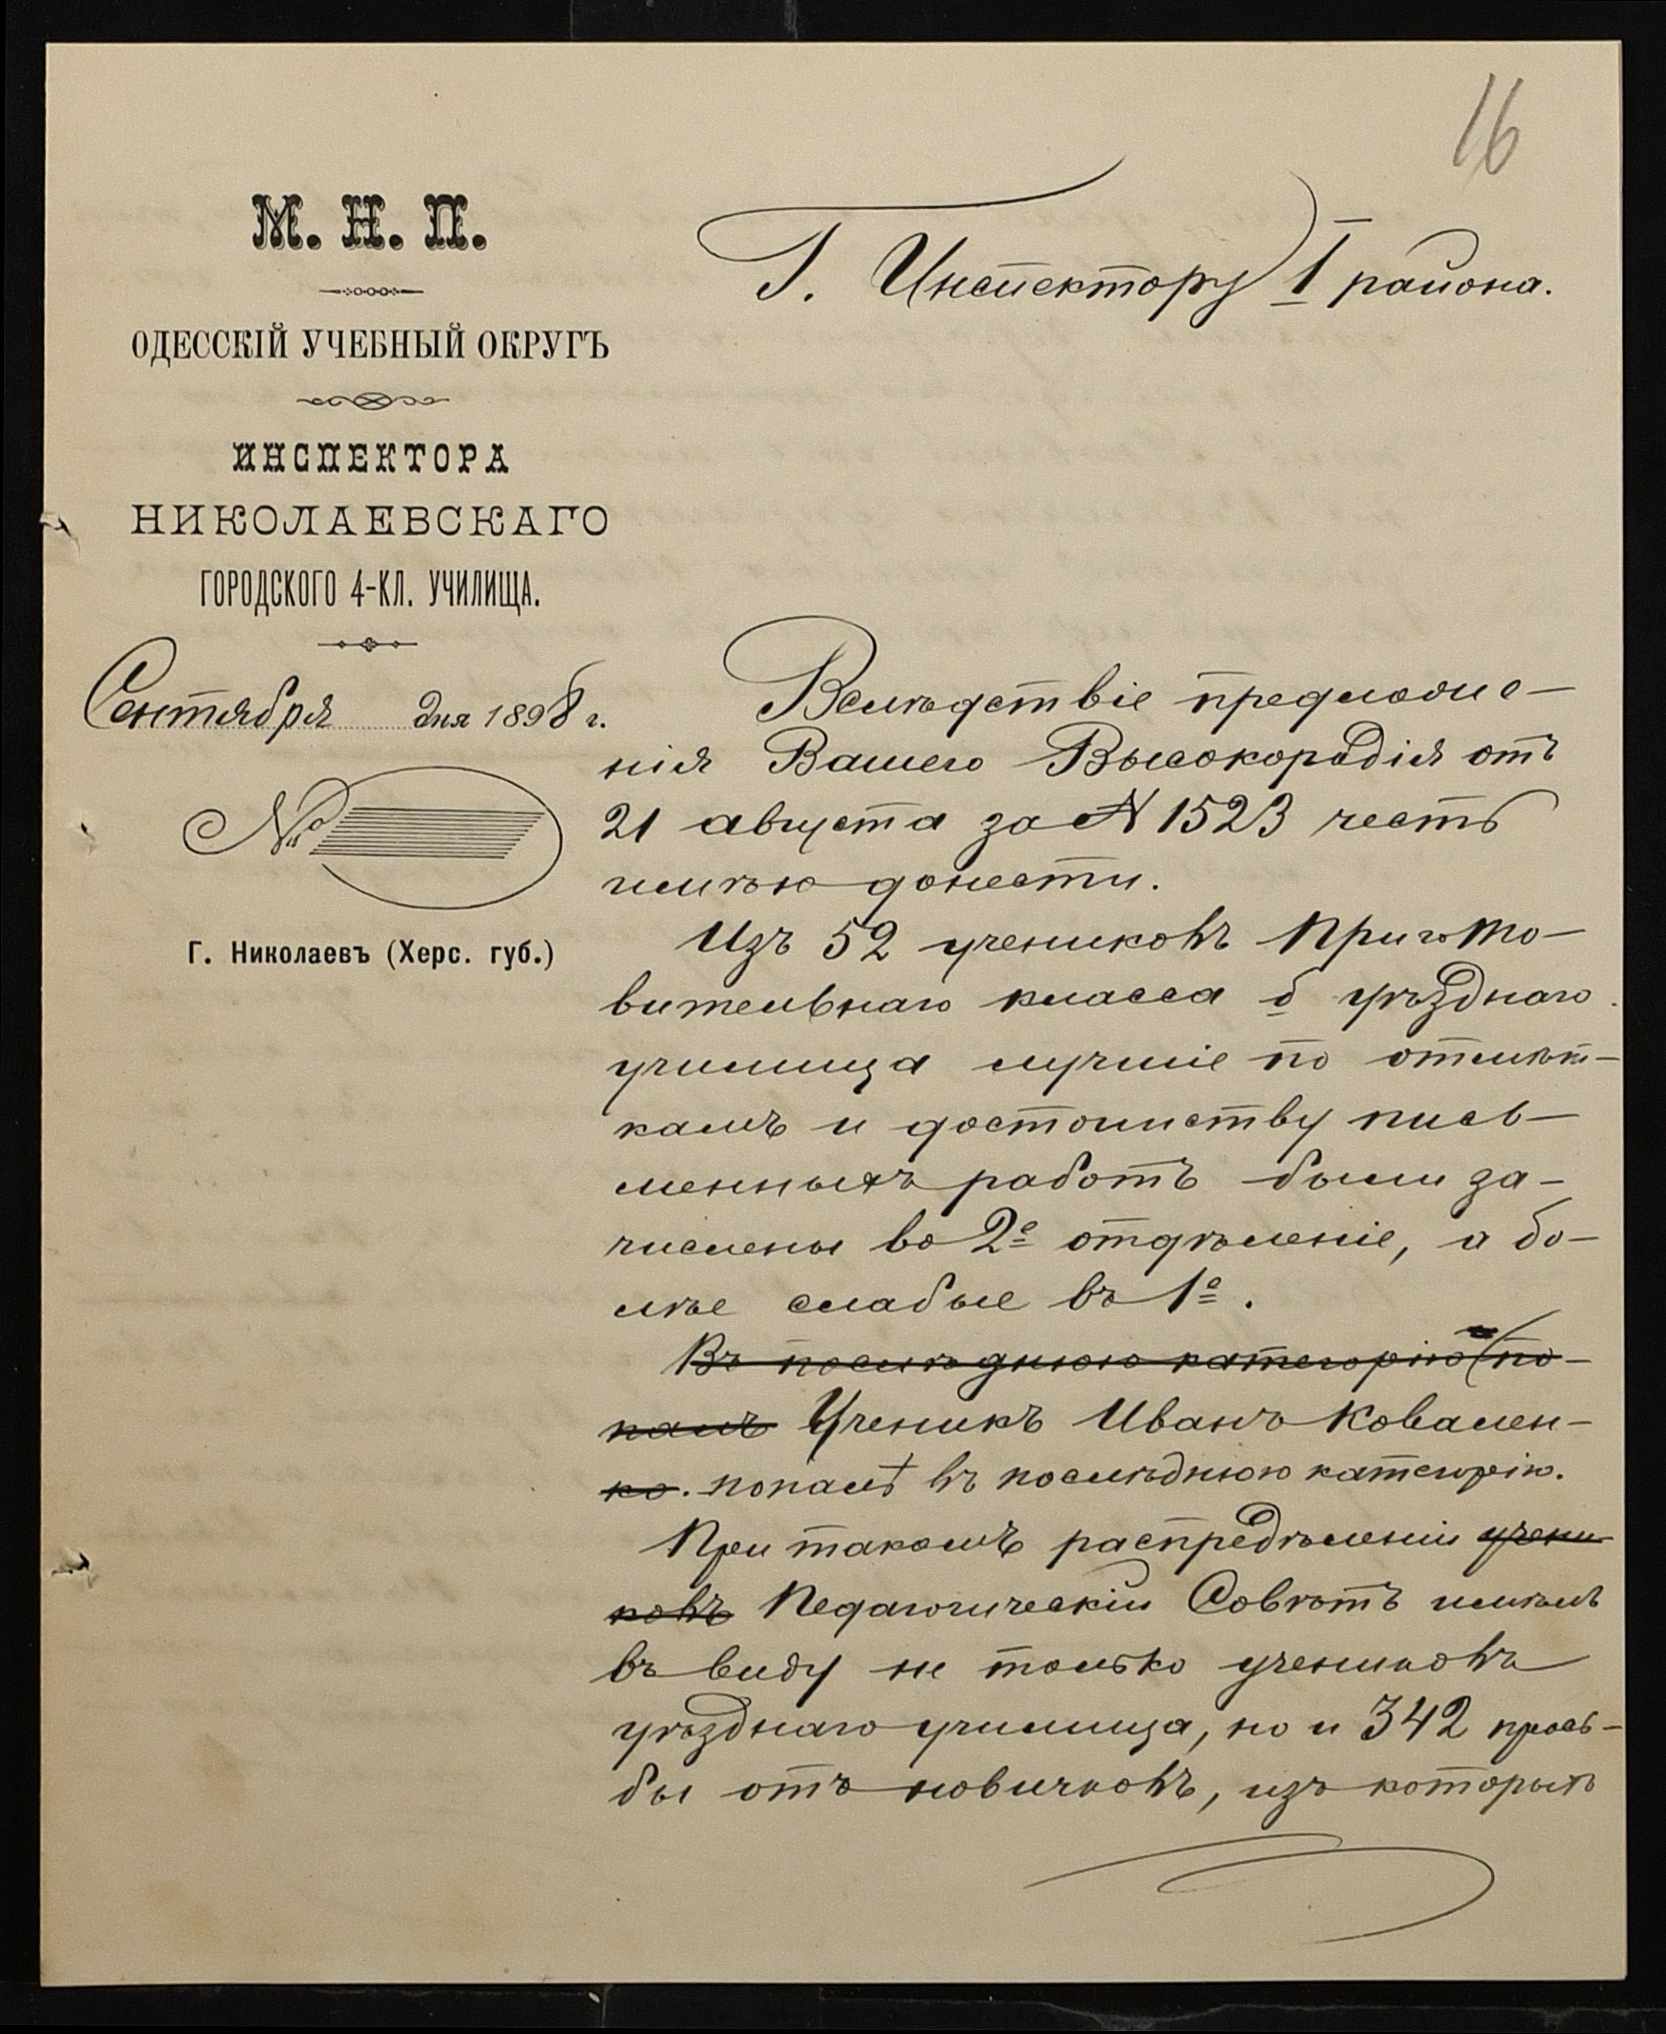 16
М. Н. П.
ОДЕССКІЙ УЧЕБНЫЙ ОКРУГЪ
ИНСПЕКТОРА
НИКОЛАЕВСКАГО
ГОРОДСКОГО 4-КЛ. УЧИЛИЩА.
Сентября дня 1898 г.
№
Г. Николаевъ (Херс. губ.)
Г. Инспектору I района.
Вслѣдствіе предложе-
нія Вашего Высокородія отъ
21 августа за № 1523 честь
имѣю донести.
Изъ 52 учениковъ Пригото-
вительнаго класса б уѣзднаго
училища лучшіе по отмѣт-
камъ и достоинству пись-
менныхъ работъ были за-
числены во 2е отдѣленіе, а бо-
лѣе слабые въ 1е.
Въ послѣднюю категорію по-
палъ Ученикъ Иванъ Ковален-
ко. попалъ въ послѣднюю категорію.
При такомъ распредѣленіи учени-
ковъ Педагогическій Совѣтъ имѣлъ
въ виду не только учениковъ
уѣзднаго училища, но и 342 прось-
бы отъ новичковъ, изъ которыхъ